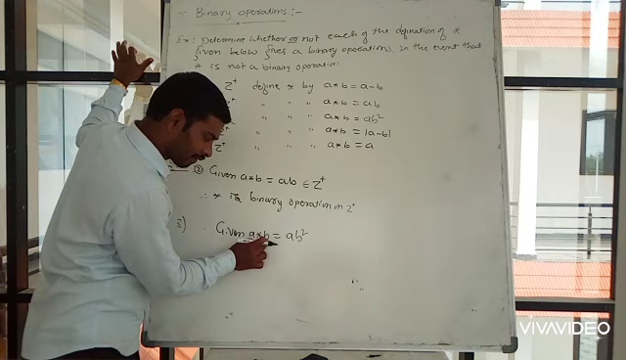 - Binary operations :-
Ex: Determine whether or not each of the definition of *
given below gives a binary operation. In the event that
* is not a binary operation
Z⁺ define * by a*b = a-b
" " " a*b = ab
" " " a*b = ab²
" " " a*b = |a-b|
Z⁺ " " " a*b = a
② Given a*b = ab ∈ Z⁺
∴ * is binary operation on Z⁺
3) Given a*b = ab²
VIVAVIDEO